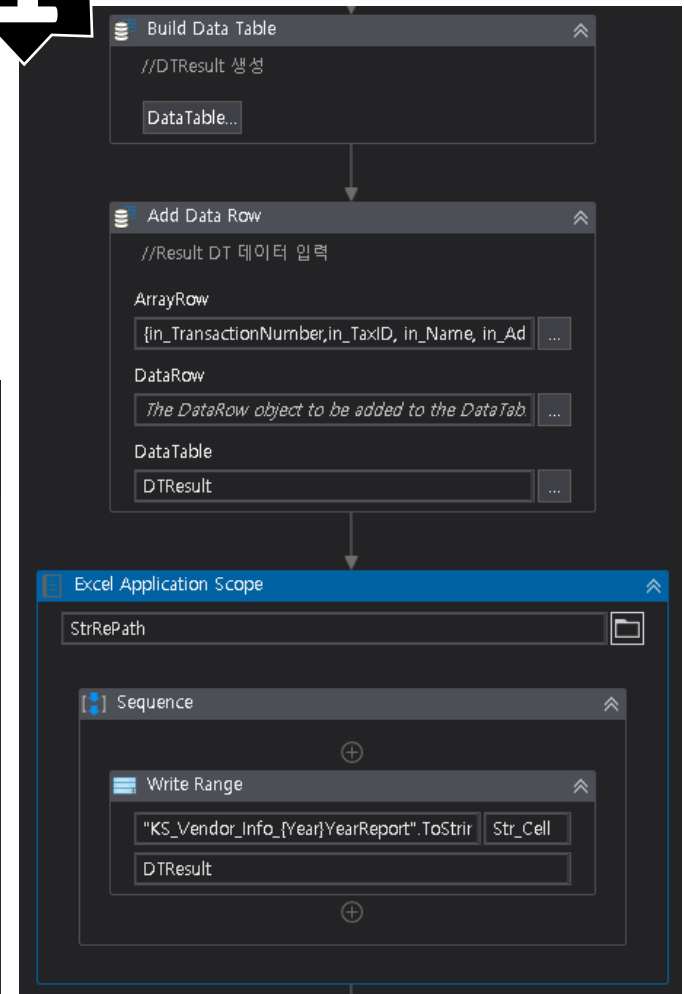 Build Data Table
//DTResult 생성
DataTable...
Add Data Row
//Result DT 데이터 입력
ArrayRow
{in_TransactionNumber,in_TaxID, in_Name, in_Ad
...
DataRow
The DataRow object to be added to the DataTab.
...
DataTable
DTResult
...
Excel Application Scope
StrRePath
Sequence
Write Range
"KS_Vendor_Info_{Year}YearReport".ToStrir Str_Cell
DTResult